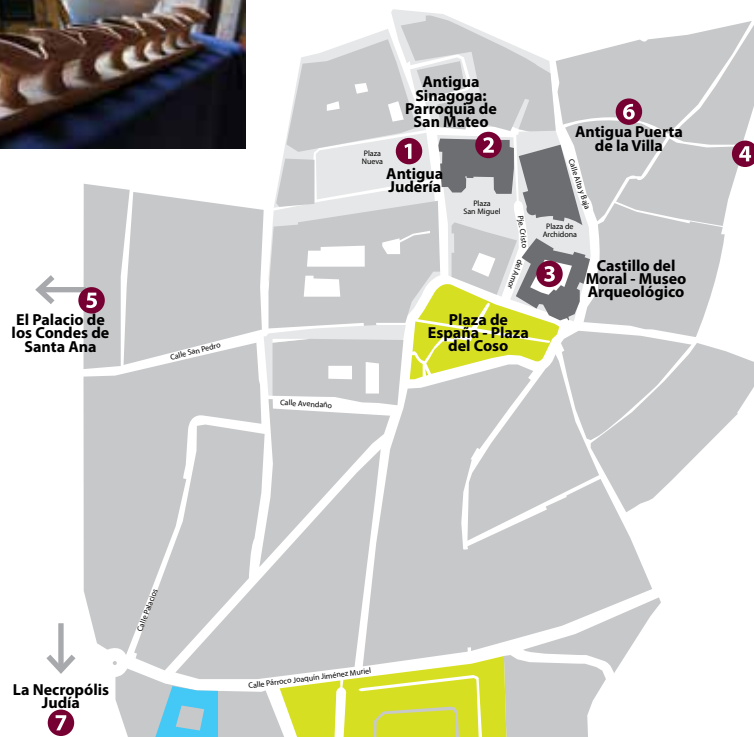 Antigua
Sinagoga:
Parroquia de
San Mateo
6
Antigua Puerta
de la Villa
4
1
2
Plaza
Nueva
Antigua
Judería
Calle Alta y Baja
Plaza
San Miguel
Pje. Cristo
del Amor
Plaza de
Archidona
3
Castillo del
Moral - Museo
Arqueológico
5
El Palacio de
los Condes de
Santa Ana
Plaza de
España - Plaza
del Coso
Calle San Pedro
Calle Avendaño
Calle Palacios
Calle Párroco Joaquín Jiménez Muriel
La Necropólis
Judía
7